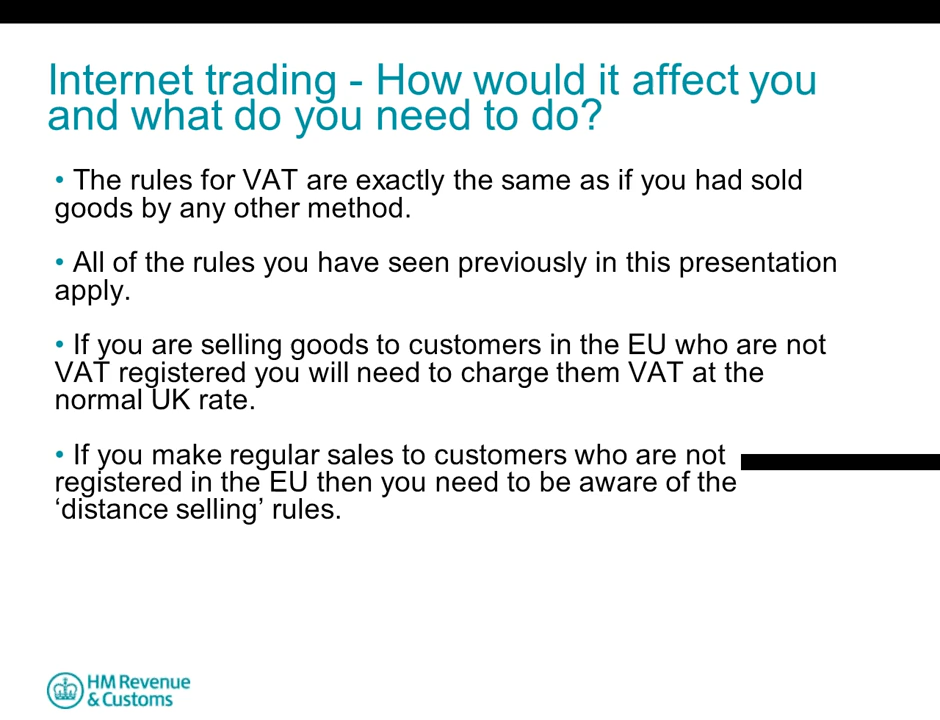 Internet trading - How would it affect you
and what do you need to do?
• The rules for VAT are exactly the same as if you had sold
goods by any other method.
• All of the rules you have seen previously in this presentation
apply.
• If you are selling goods to customers in the EU who are not
VAT registered you will need to charge them VAT at the
normal UK rate.
• If you make regular sales to customers who are not
registered in the EU then you need to be aware of the
‘distance selling’ rules.
HM Revenue
& Customs